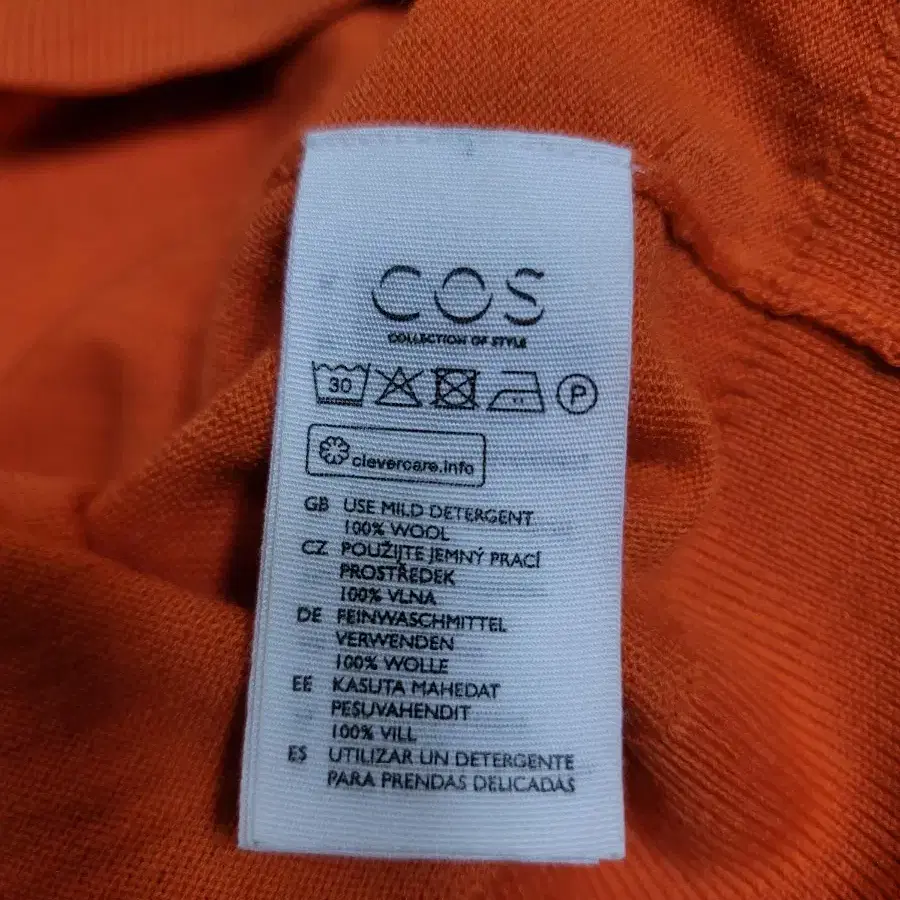 COS
COLLECTION OF STYLE
30 P
clevercare.info
GB USE MILD DETERGENT
100% WOOL
CZ POUŽIJTE JEMNÝ PRACÍ
PROSTŘEDEK
100% VLNA
DE FEINWASCHMITTEL
VERWENDEN
100% WOLLE
EE KASUTA MAHEDAT
PESUVAHENDIT
100% VILL
ES UTILIZAR UN DETERGENTE
PARA PRENDAS DELICADAS